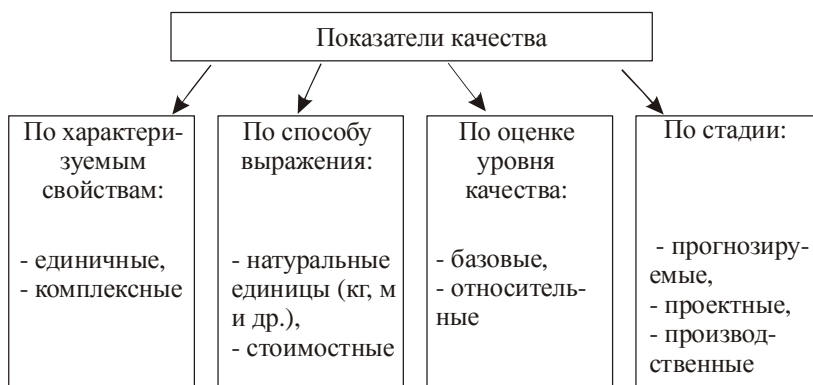 Показатели качества
По характери-
зуемым
свойствам:
- единичные,
- комплексные
По способу
выражения:
- натуральные
единицы (кг, м
и др.),
- стоимостные
По оценке
уровня
качества:
- базовые,
- относитель-
ные
По стадии:
- прогнозиру-
емые,
- проектные,
- производ-
ственные